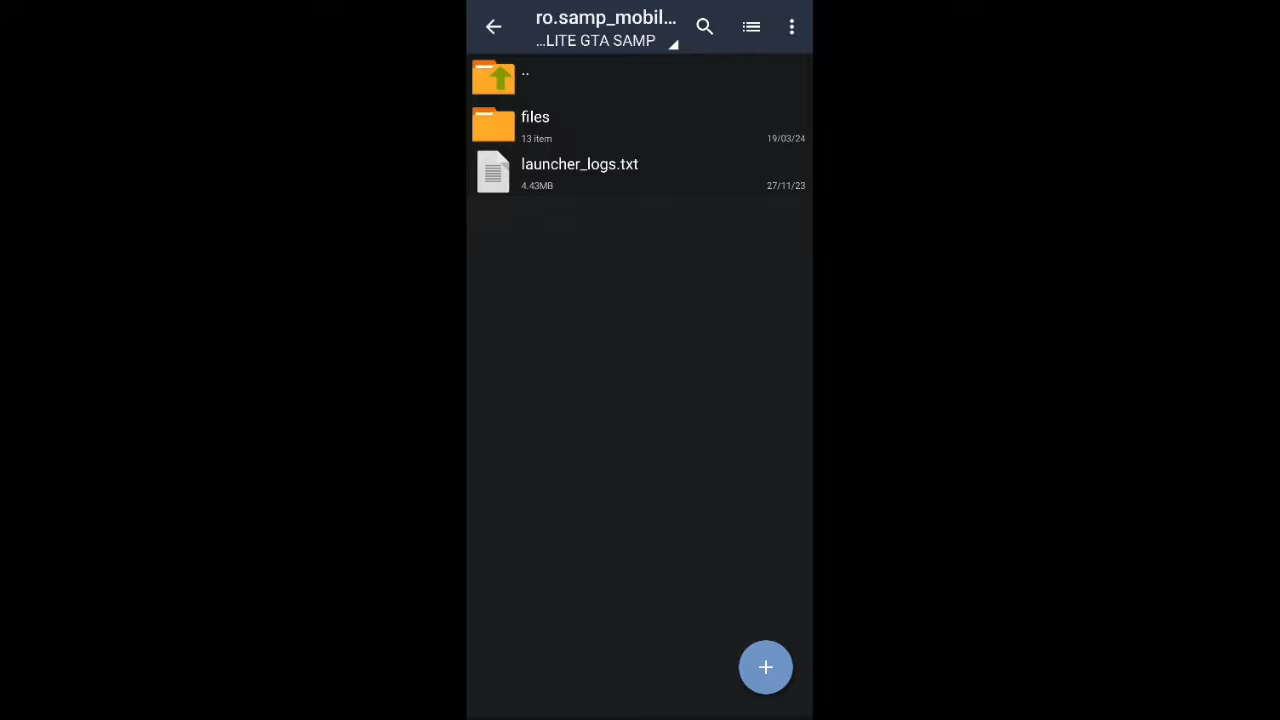 ro.samp_mobil...
...LITE GTA SAMP
..
files
13 item
19/03/24
launcher_logs.txt
4.43MB
27/11/23